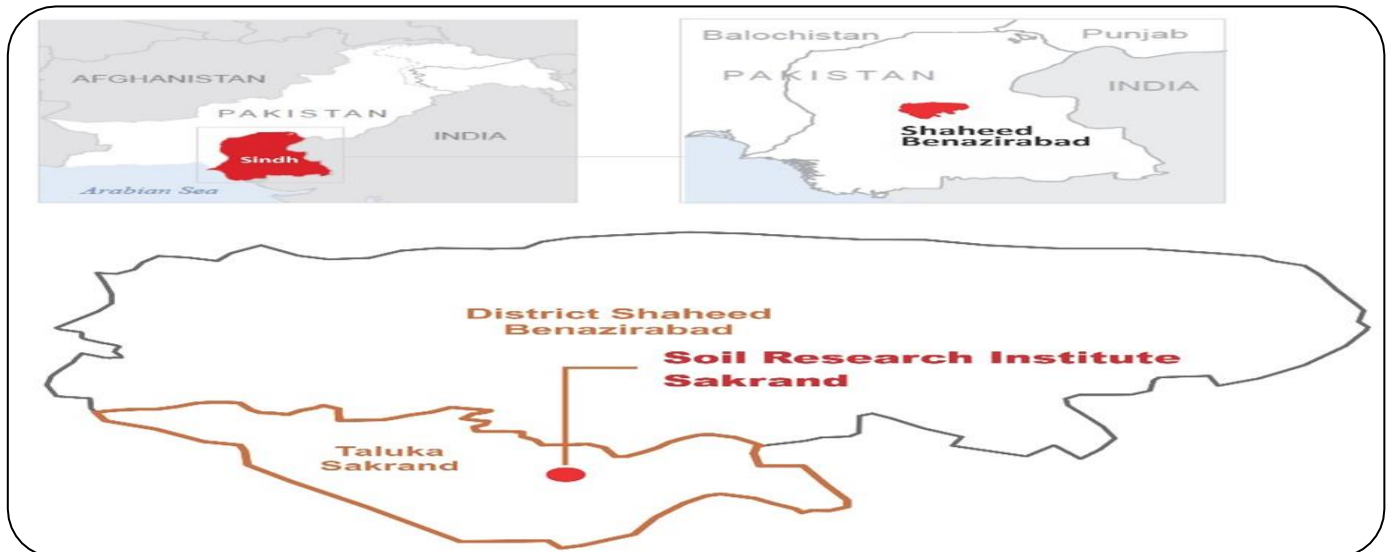 AFGHANISTAN
PAKISTAN
INDIA
Sindh
Arabian Sea
Balochistan
Punjab
PAKISTAN
INDIA
Shaheed
Benazirabad
District Shaheed
Benazirabad
Soil Research Institute
Sakrand
Taluka
Sakrand